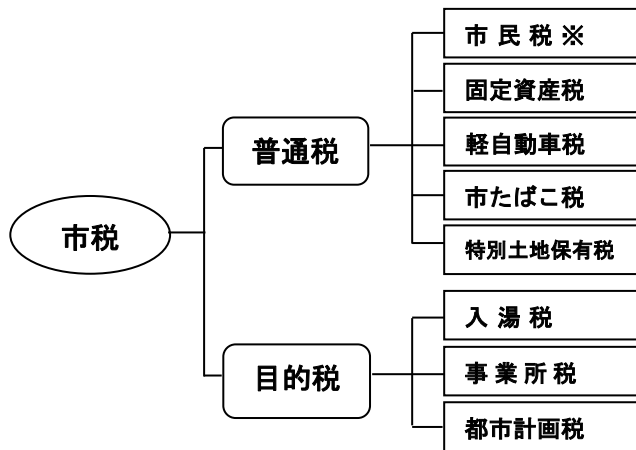 市税
普通税
市民税※
固定資産税
軽自動車税
市たばこ税
特別土地保有税
目的税
入湯税
事業所税
都市計画税